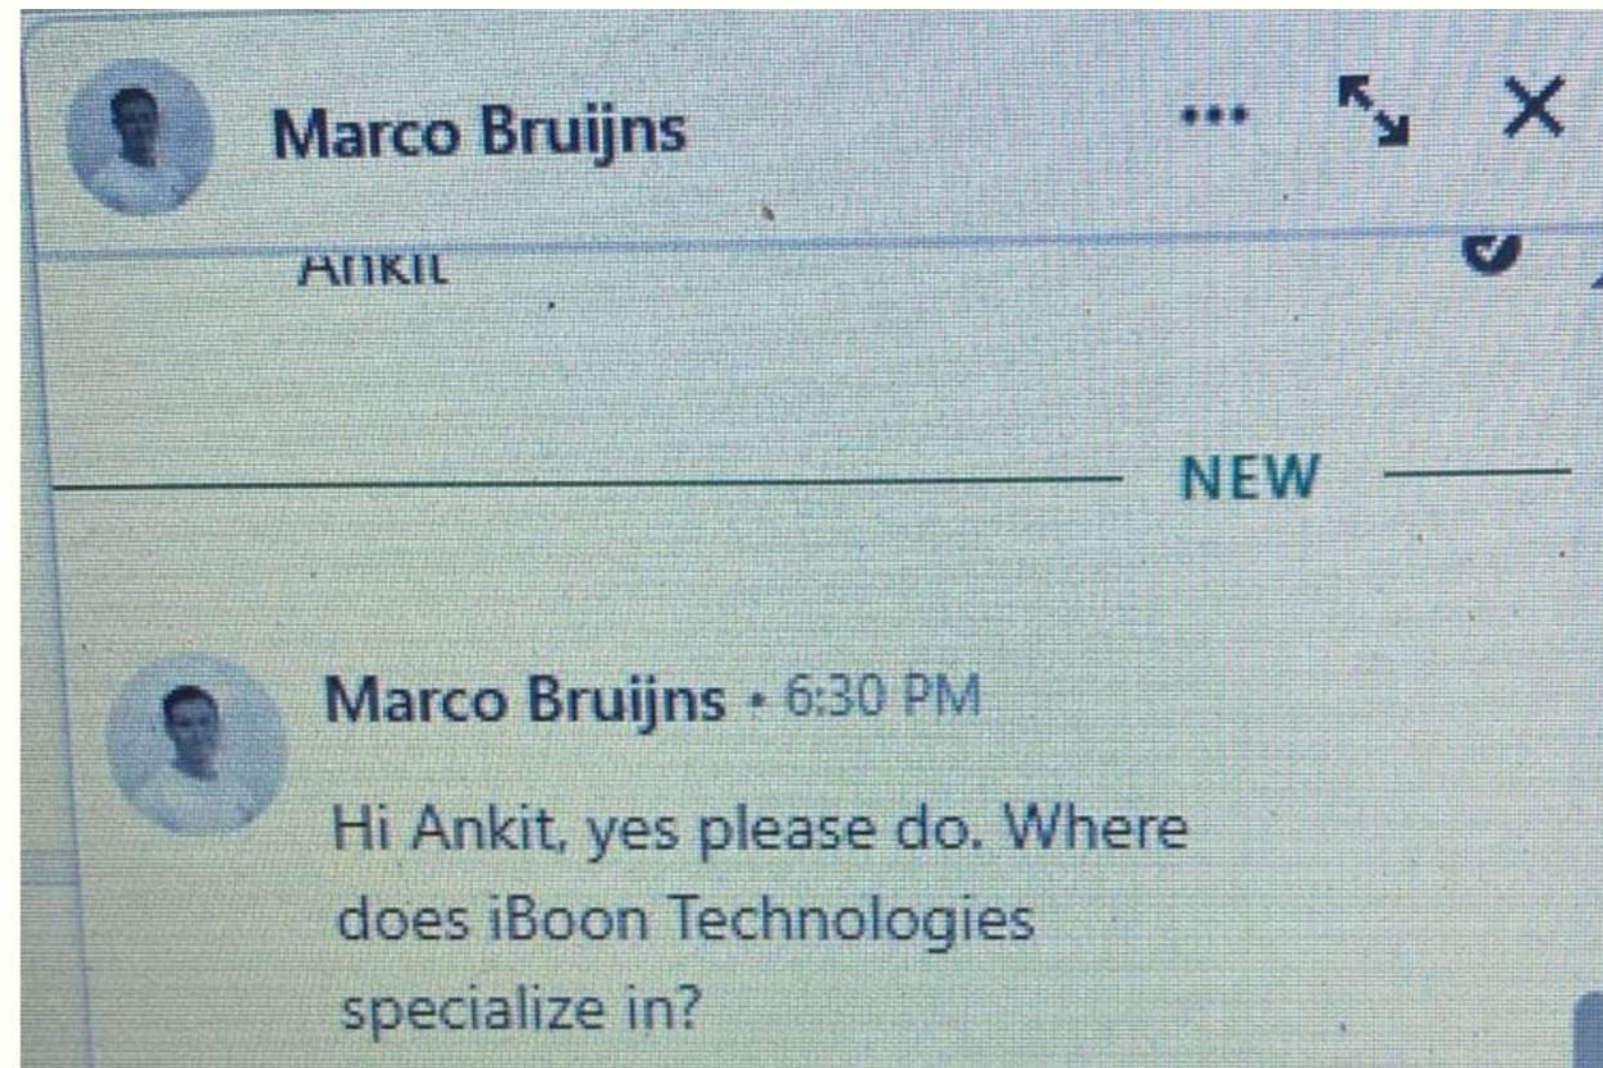 Marco Bruijns
Ankit
NEW
Marco Bruijns • 6:30 PM
Hi Ankit, yes please do. Where
does iBoon Technologies
specialize in?